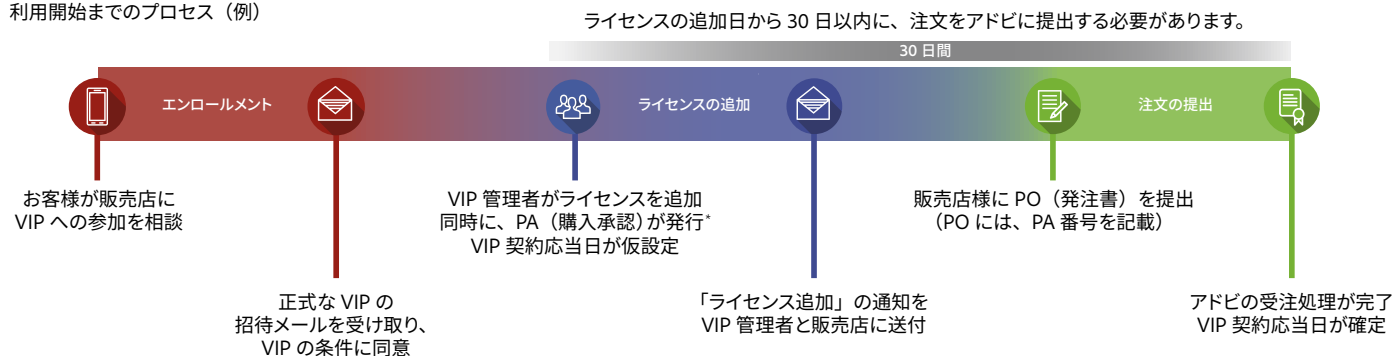 利用開始までのプロセス（例）
ライセンスの追加日から 30 日以内に、注文をアドビに提出する必要があります。
30 日間
エンロールメント
ライセンスの追加
注文の提出
お客様が販売店に
VIP への参加を相談
VIP 管理者がライセンスを追加
同時に、PA（購入承認）が発行*
VIP 契約応当日が仮設定
販売店様に PO（発注書）を提出
（PO には、PA 番号を記載）
正式な VIP の
招待メールを受け取り、
VIP の条件に同意
「ライセンス追加」の通知を
VIP 管理者と販売店に送付
アドビの受注処理が完了
VIP 契約応当日が確定